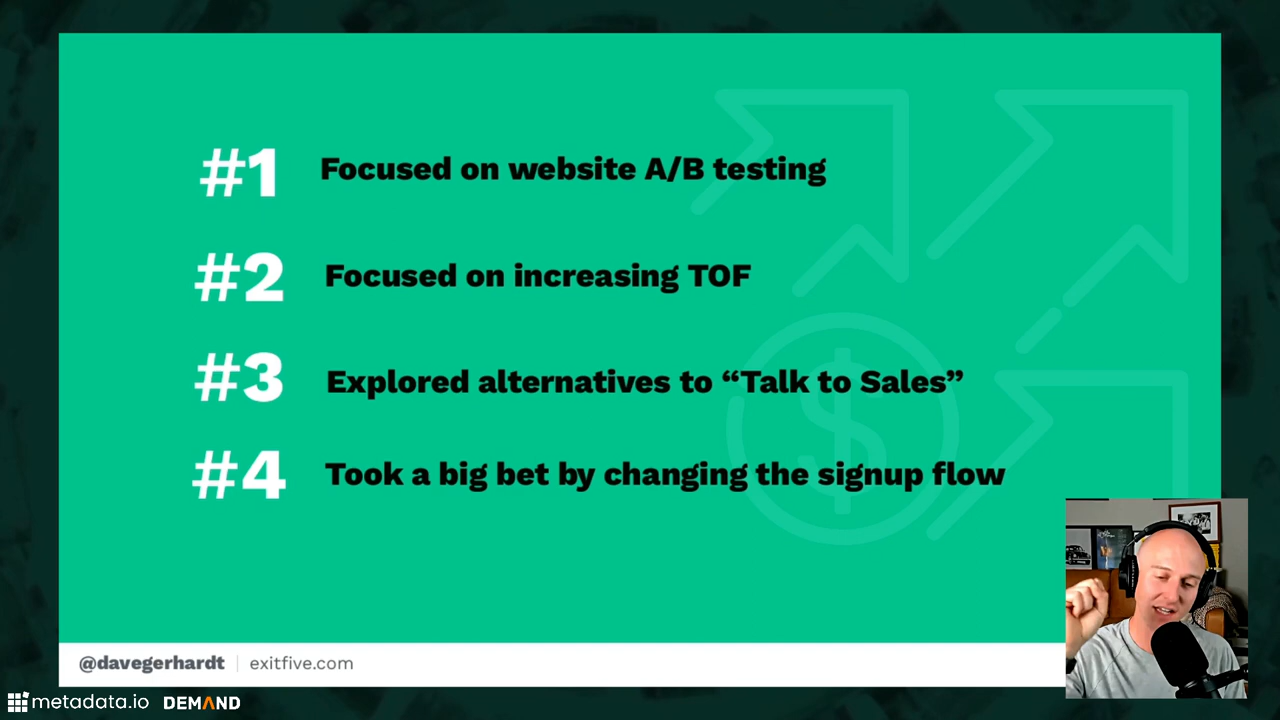 #1 Focused on website A/B testing
#2 Focused on increasing TOF
#3 Explored alternatives to “Talk to Sales”
#4 Took a big bet by changing the signup flow
@davegerhardt | exitfive.com
metadata.io DEMAND